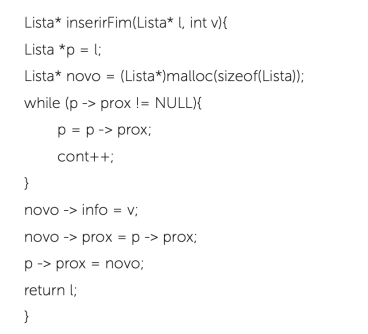 Lista* inserirFim(Lista* l, int v){
Lista *p = l;
Lista* novo = (Lista*)malloc(sizeof(Lista));
while (p -> prox != NULL){
p = p -> prox;
cont++;
}
novo -> info = v;
novo -> prox = p -> prox;
p -> prox = novo;
return l;
}